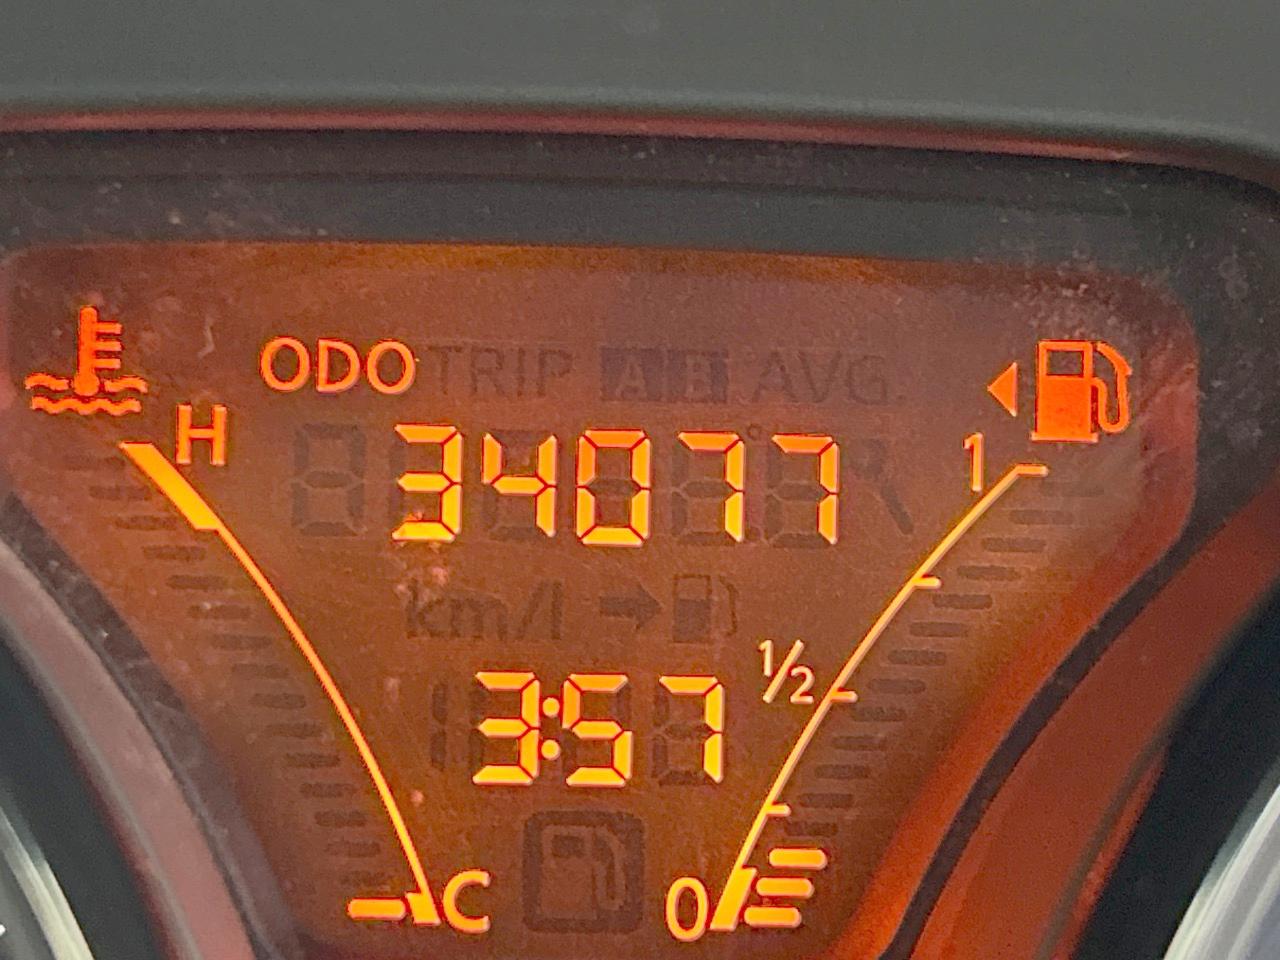 ODO TRIP A B AVG.
H
34077
1
km/l
1/2
3:57
C
0